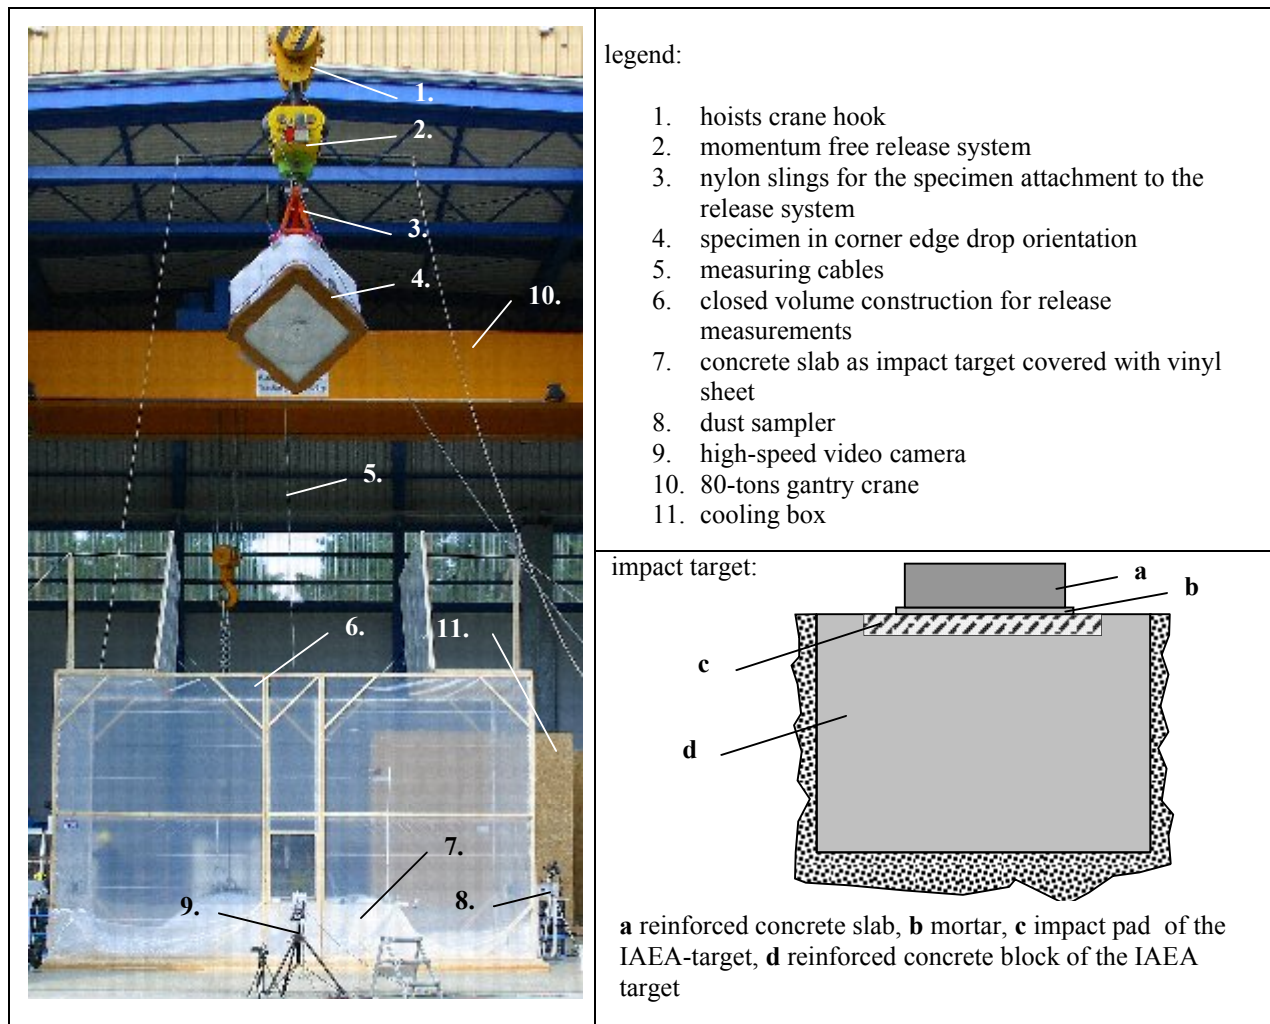 1.
2.
3.
4.
10.
5.
6.
11.
7.
8.
9.
legend:
1. hoists crane hook
2. momentum free release system
3. nylon slings for the specimen attachment to the
release system
4. specimen in corner edge drop orientation
5. measuring cables
6. closed volume construction for release
measurements
7. concrete slab as impact target covered with vinyl
sheet
8. dust sampler
9. high-speed video camera
10. 80-tons gantry crane
11. cooling box
impact target:
a
b
c
d
a reinforced concrete slab, b mortar, c impact pad of the
IAEA-target, d reinforced concrete block of the IAEA
target